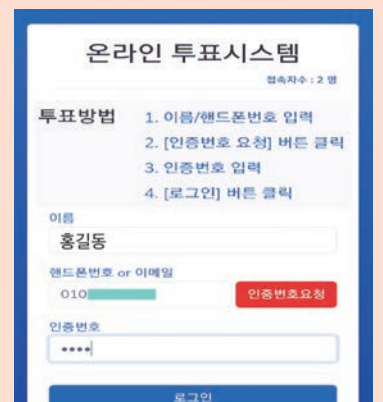 온라인 투표시스템
접속자수 : 2 명
투표방법 1. 이름/핸드폰번호 입력
2. [인증번호 요청] 버튼 클릭
3. 인증번호 입력
4. [로그인] 버튼 클릭
이름
홍길동
핸드폰번호 or 이메일
010 인증번호요청
인증번호
••••
로그인